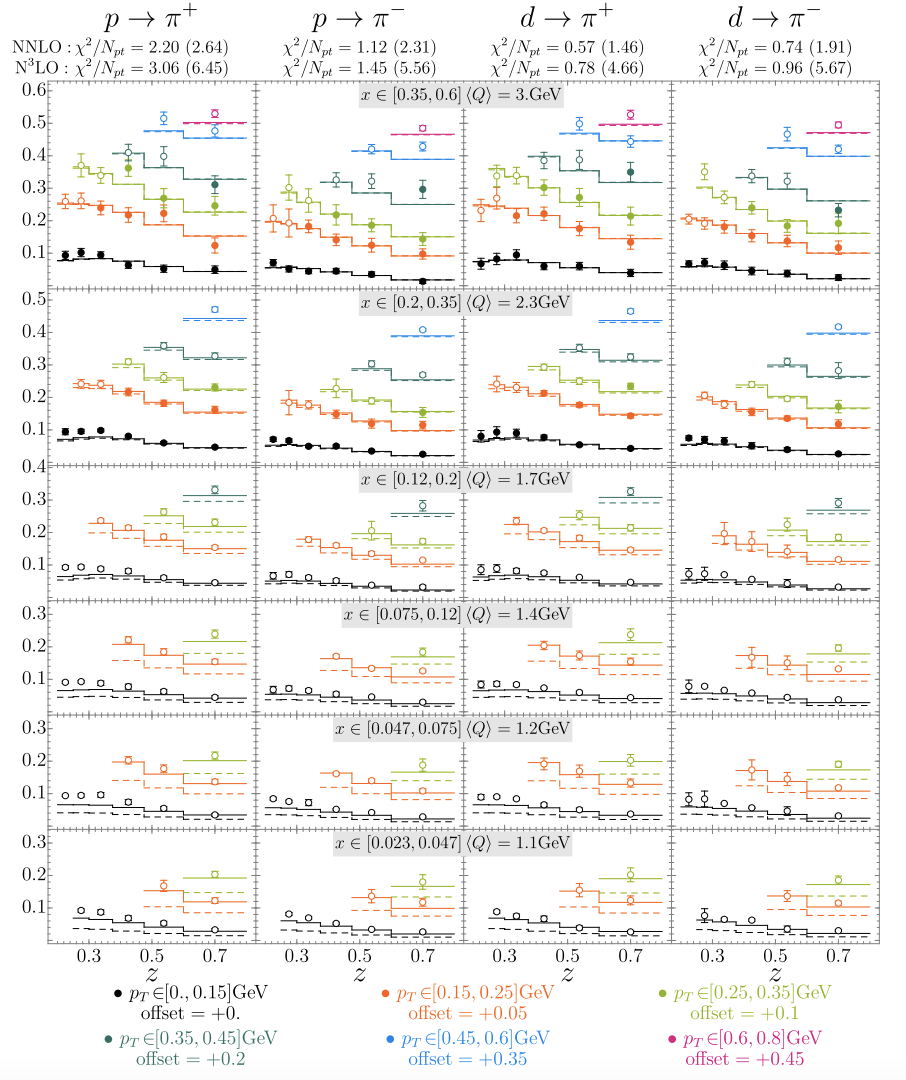 p → π⁺ p → π⁻ d → π⁺ d → π⁻
NNLO : χ²/Nₚₜ = 2.20 (2.64) χ²/Nₚₜ = 1.12 (2.31) χ²/Nₚₜ = 0.57 (1.46) χ²/Nₚₜ = 0.74 (1.91)
N³LO : χ²/Nₚₜ = 3.06 (6.45) χ²/Nₚₜ = 1.45 (5.56) χ²/Nₚₜ = 0.78 (4.66) χ²/Nₚₜ = 0.96 (5.67)
0.6
x ∈ [0.35, 0.6] ⟨Q⟩ = 3.GeV
0.5
0.4
0.3
0.2
0.1
0.5
x ∈ [0.2, 0.35] ⟨Q⟩ = 2.3GeV
0.4
0.3
0.2
0.1
0.4
x ∈ [0.12, 0.2] ⟨Q⟩ = 1.7GeV
0.3
0.2
0.1
0.3
x ∈ [0.075, 0.12] ⟨Q⟩ = 1.4GeV
0.2
0.1
0.3
x ∈ [0.047, 0.075] ⟨Q⟩ = 1.2GeV
0.2
0.1
0.3
x ∈ [0.023, 0.047] ⟨Q⟩ = 1.1GeV
0.2
0.1
0.3 0.5 0.7 0.3 0.5 0.7 0.3 0.5 0.7 0.3 0.5 0.7
z z z z
• p_T ∈[0., 0.15]GeV • p_T ∈[0.15, 0.25]GeV • p_T ∈[0.25, 0.35]GeV
offset = +0. offset = +0.05 offset = +0.1
• p_T ∈[0.35, 0.45]GeV • p_T ∈[0.45, 0.6]GeV • p_T ∈[0.6, 0.8]GeV
offset = +0.2 offset = +0.35 offset = +0.45